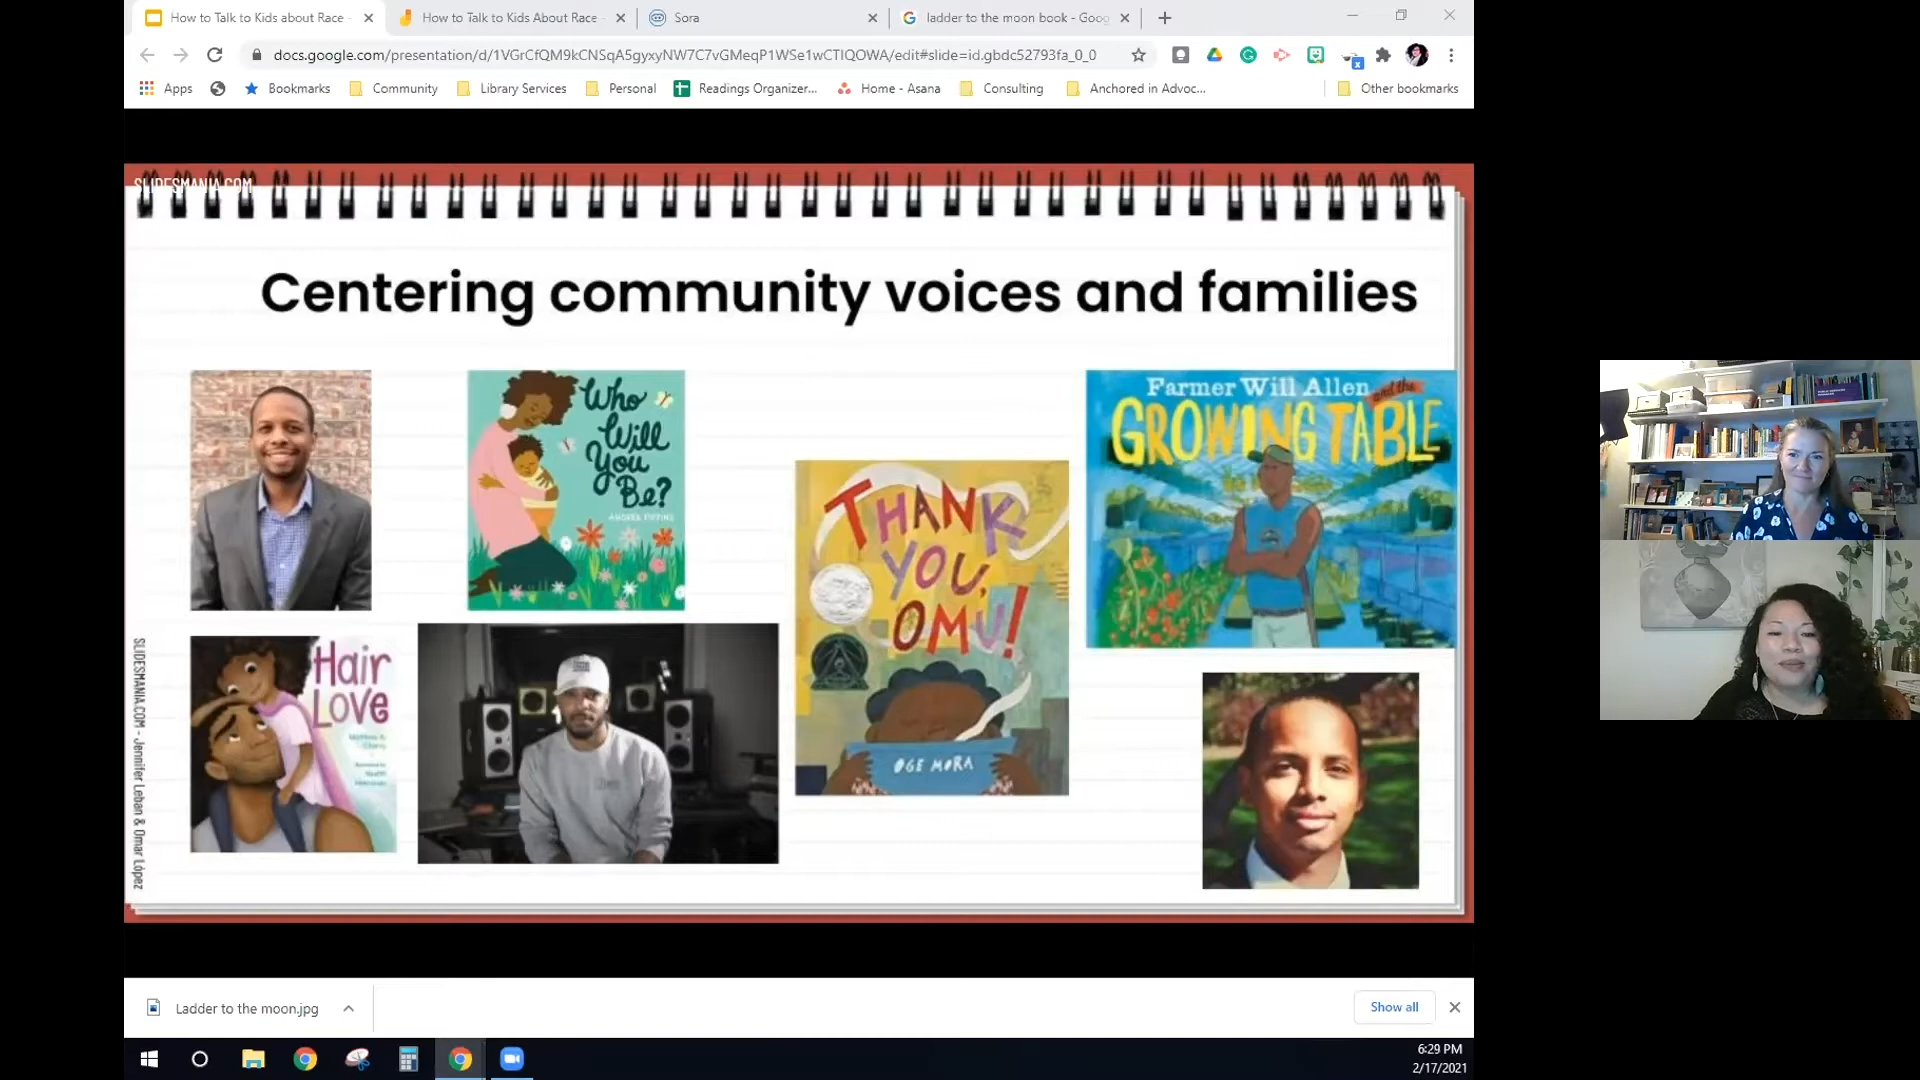 How to Talk to Kids about Race -
How to Talk to Kids About Race -
Sora
ladder to the moon book - Goog
docs.google.com/presentation/d/1VGrCfQM9kCNSqA5gyxyNW7C7vGMeqP1WSe1wCTIQOWA/edit#slide=id.gbdc52793fa_0_0
Apps
Bookmarks
Community
Library Services
Personal
Readings Organizer...
Home - Asana
Consulting
Anchored in Advoc...
Other bookmarks
SLIDESMANIA.COM
Centering community voices and families
Who
Will
You
Be?
Farmer Will Allen and the
GROWING TABLE
THANK
YOU,
OMU!
OGE MORA
Hair
Love
SLIDESMANIA.COM - Jennifer Leban & Omar López
Ladder to the moon.jpg
Show all
6:29 PM
2/17/2021